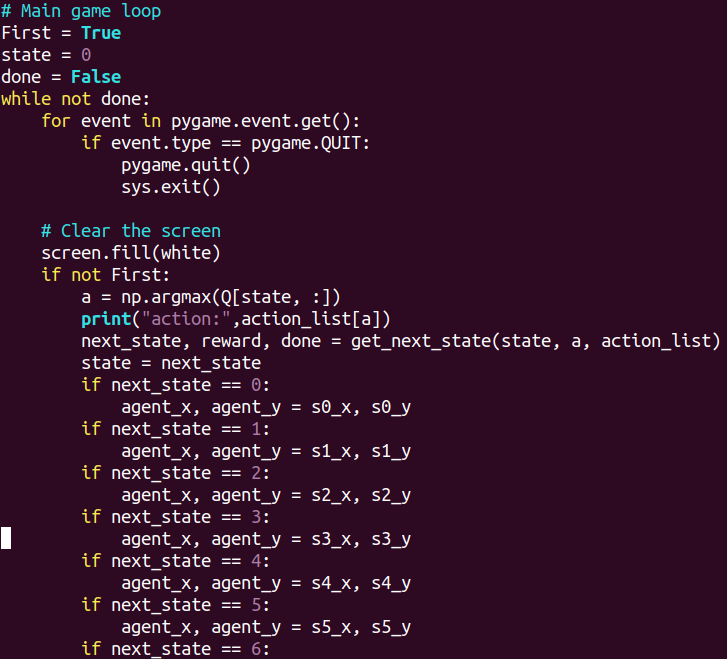 # Main game loop
First = True
state = 0
done = False
while not done:
    for event in pygame.event.get():
        if event.type == pygame.QUIT:
            pygame.quit()
            sys.exit()

    # Clear the screen
    screen.fill(white)
    if not First:
        a = np.argmax(Q[state, :])
        print("action:",action_list[a])
        next_state, reward, done = get_next_state(state, a, action_list)
        state = next_state
        if next_state == 0:
            agent_x, agent_y = s0_x, s0_y
        if next_state == 1:
            agent_x, agent_y = s1_x, s1_y
        if next_state == 2:
            agent_x, agent_y = s2_x, s2_y
        if next_state == 3:
            agent_x, agent_y = s3_x, s3_y
        if next_state == 4:
            agent_x, agent_y = s4_x, s4_y
        if next_state == 5:
            agent_x, agent_y = s5_x, s5_y
        if next_state == 6: